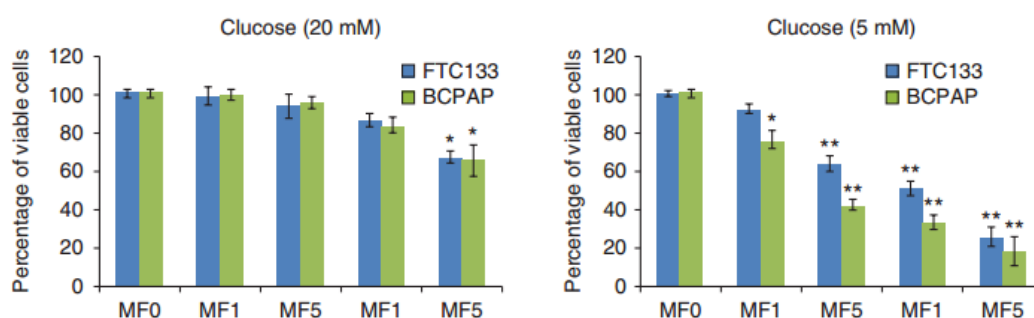 Clucose (20 mM)
Percentage of viable cells
120
100
80
60
40
20
0
FTC133
BCPAP
* *
MF0 MF1 MF5 MF1 MF5
Clucose (5 mM)
Percentage of viable cells
120
100
80
60
40
20
0
FTC133
BCPAP
*
**
**
**
**
** **
MF0 MF1 MF5 MF1 MF5